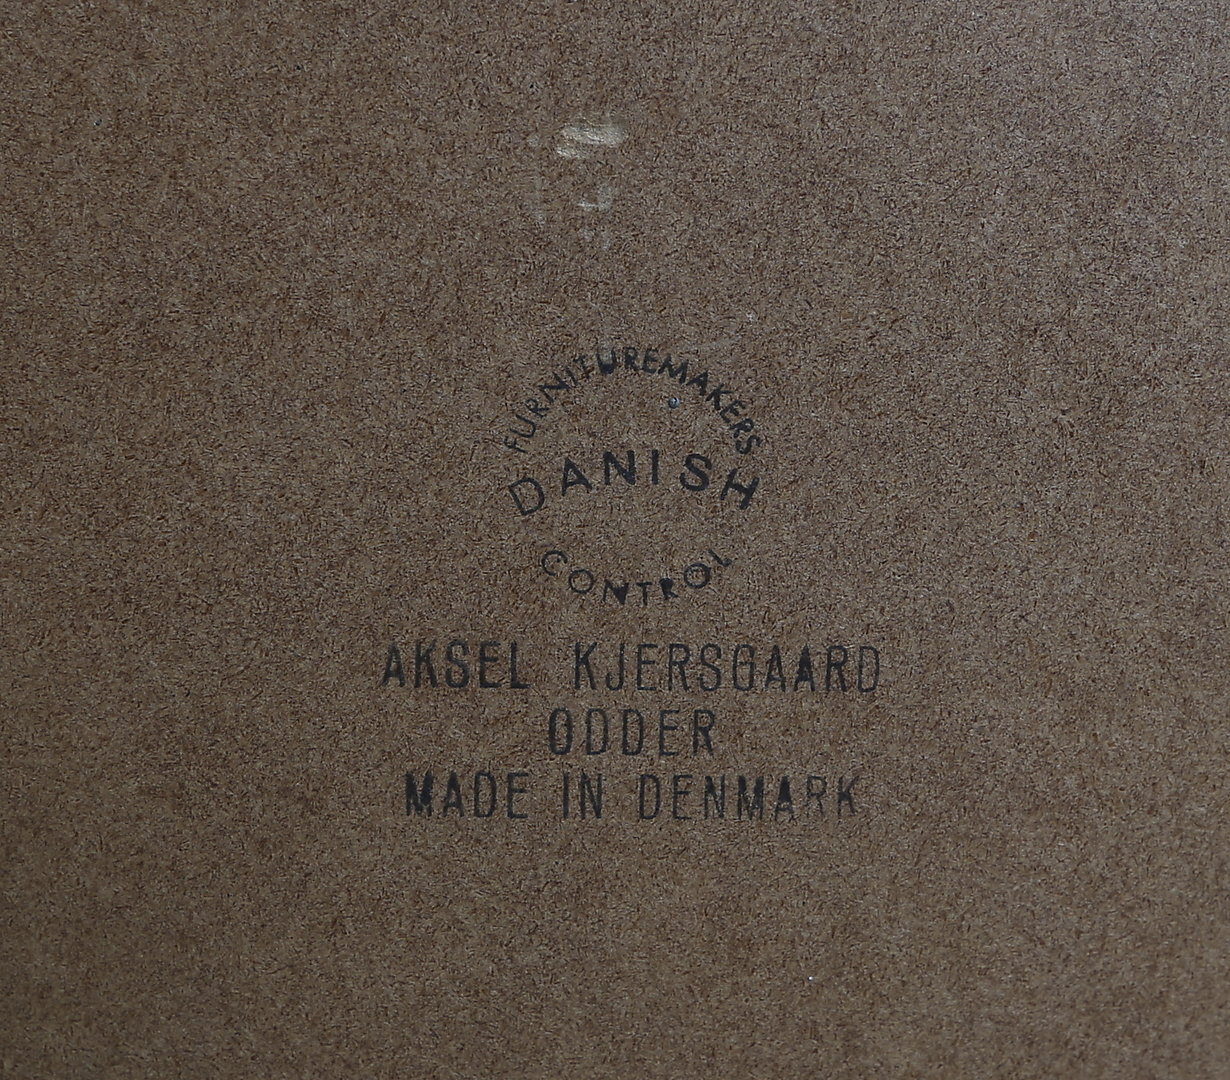 FURNITUREMAKERS
DANISH
CONTROL
AKSEL KJERSGAARD
ODDER
MADE IN DENMARK